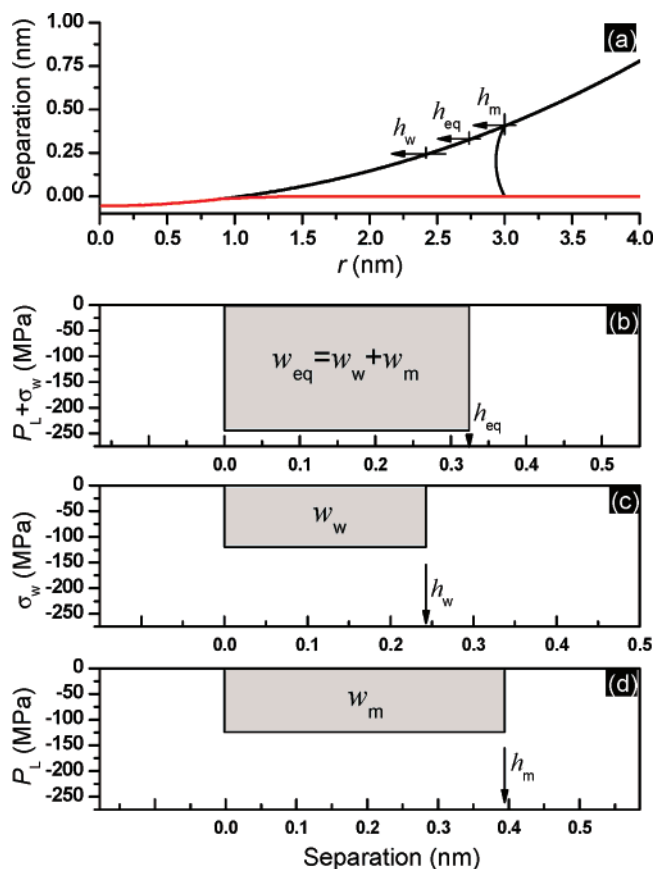 1.00
0.75
0.50
0.25
0.00
Separation (nm)
(a)
h_w
h_eq
h_m
0.0 0.5 1.0 1.5 2.0 2.5 3.0 3.5 4.0
r (nm)
0
-50
-100
-150
-200
-250
P_L+σ_w (MPa)
(b)
w_eq=w_w+w_m
h_eq
0.0 0.1 0.2 0.3 0.4 0.5
0
-50
-100
-150
-200
-250
σ_w (MPa)
(c)
w_w
h_w
0.0 0.1 0.2 0.3 0.4 0.5
0
-50
-100
-150
-200
-250
P_L (MPa)
(d)
w_m
h_m
0.0 0.1 0.2 0.3 0.4 0.5
Separation (nm)